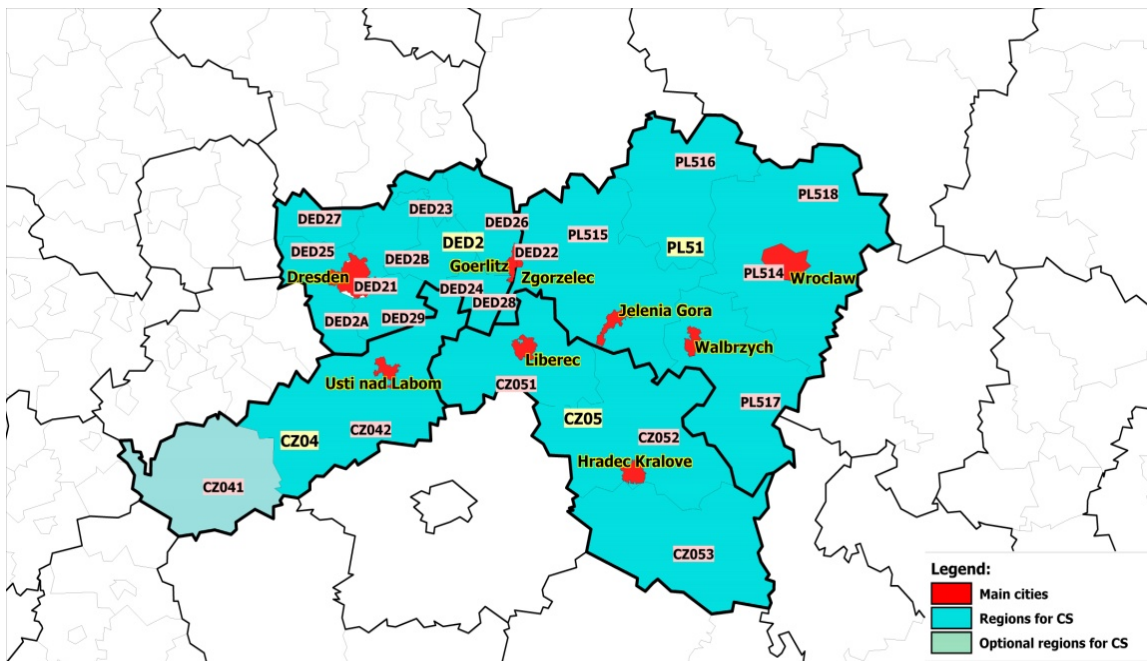 PL516
PL518
DED23
DED27
DED26
PL515
DED2
PL51
DED25
DED22
DED2B
Goerlitz
Dresden
Zgorzelec
PL514
Wroclaw
DED21
DED24
DED28
Jelenia Gora
DED2A
DED29
Walbrzych
Liberec
Usti nad Labom
CZ051
PL517
CZ05
CZ042
CZ04
CZ052
Hradec Kralove
CZ041
CZ053
Legend:
Main cities
Regions for CS
Optional regions for CS